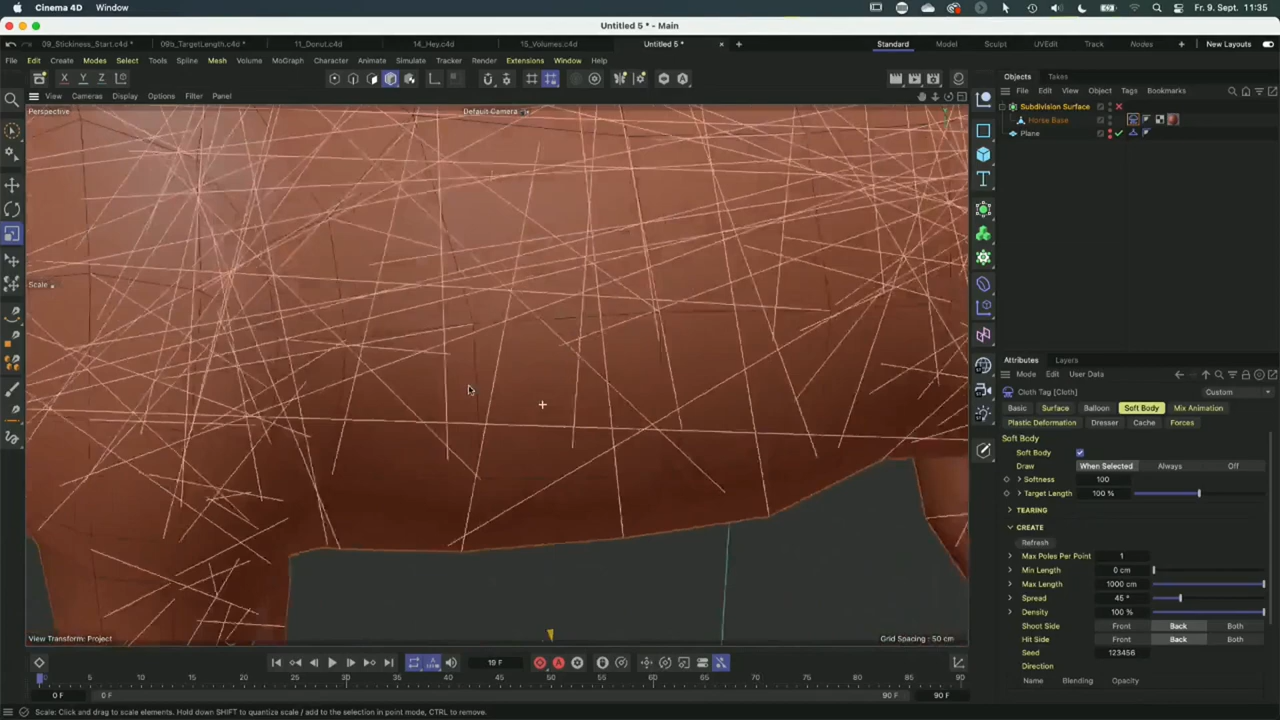 Cinema 4D Window Fr. 9. Sept. 11:35
Untitled 5 * - Main
09_Stickiness_Start.c4d 09b_TargetLength.c4d * 11_Donut.c4d 14_Hey.c4d 15_Volumes.c4d Untitled 5 * Standard Model Sculpt UVEdit Track Nodes New Layouts
File Edit Create Modes Select Tools Spline Mesh Volume MoGraph Character Animate Simulate Tracker Render Extensions Window Help
X Y Z
View Cameras Display Options Filter Panel
Perspective
Default Camera
Scale
View Transform: Project
Grid Spacing : 50 cm
Objects Takes
File Edit View Object Tags Bookmarks
Subdivision Surface
Horse Base
Plane
Attributes Layers
Mode Edit User Data
Cloth Tag [Cloth]
Custom
Basic Surface Balloon Soft Body Mix Animation
Plastic Deformation Dresser Cache Forces
Soft Body
Soft Body
Draw When Selected Always Off
Softness 100
Target Length 100 %
TEARING
CREATE
Refresh
Max Poles Per Point 1
Min Length 0 cm
Max Length 1000 cm
Spread 45 °
Density 100 %
Shoot Side Front Back Both
Hit Side Front Back Both
Seed 123456
Direction
Name Blending Opacity
19 F
0 5 10 15 20 25 30 35 40 45 50 55 60 65 70 75 80 85 90
0 F 0 F 90 F 90 F
Scale: Click and drag to scale elements. Hold down SHIFT to quantize scale / add to the selection in point mode, CTRL to remove.